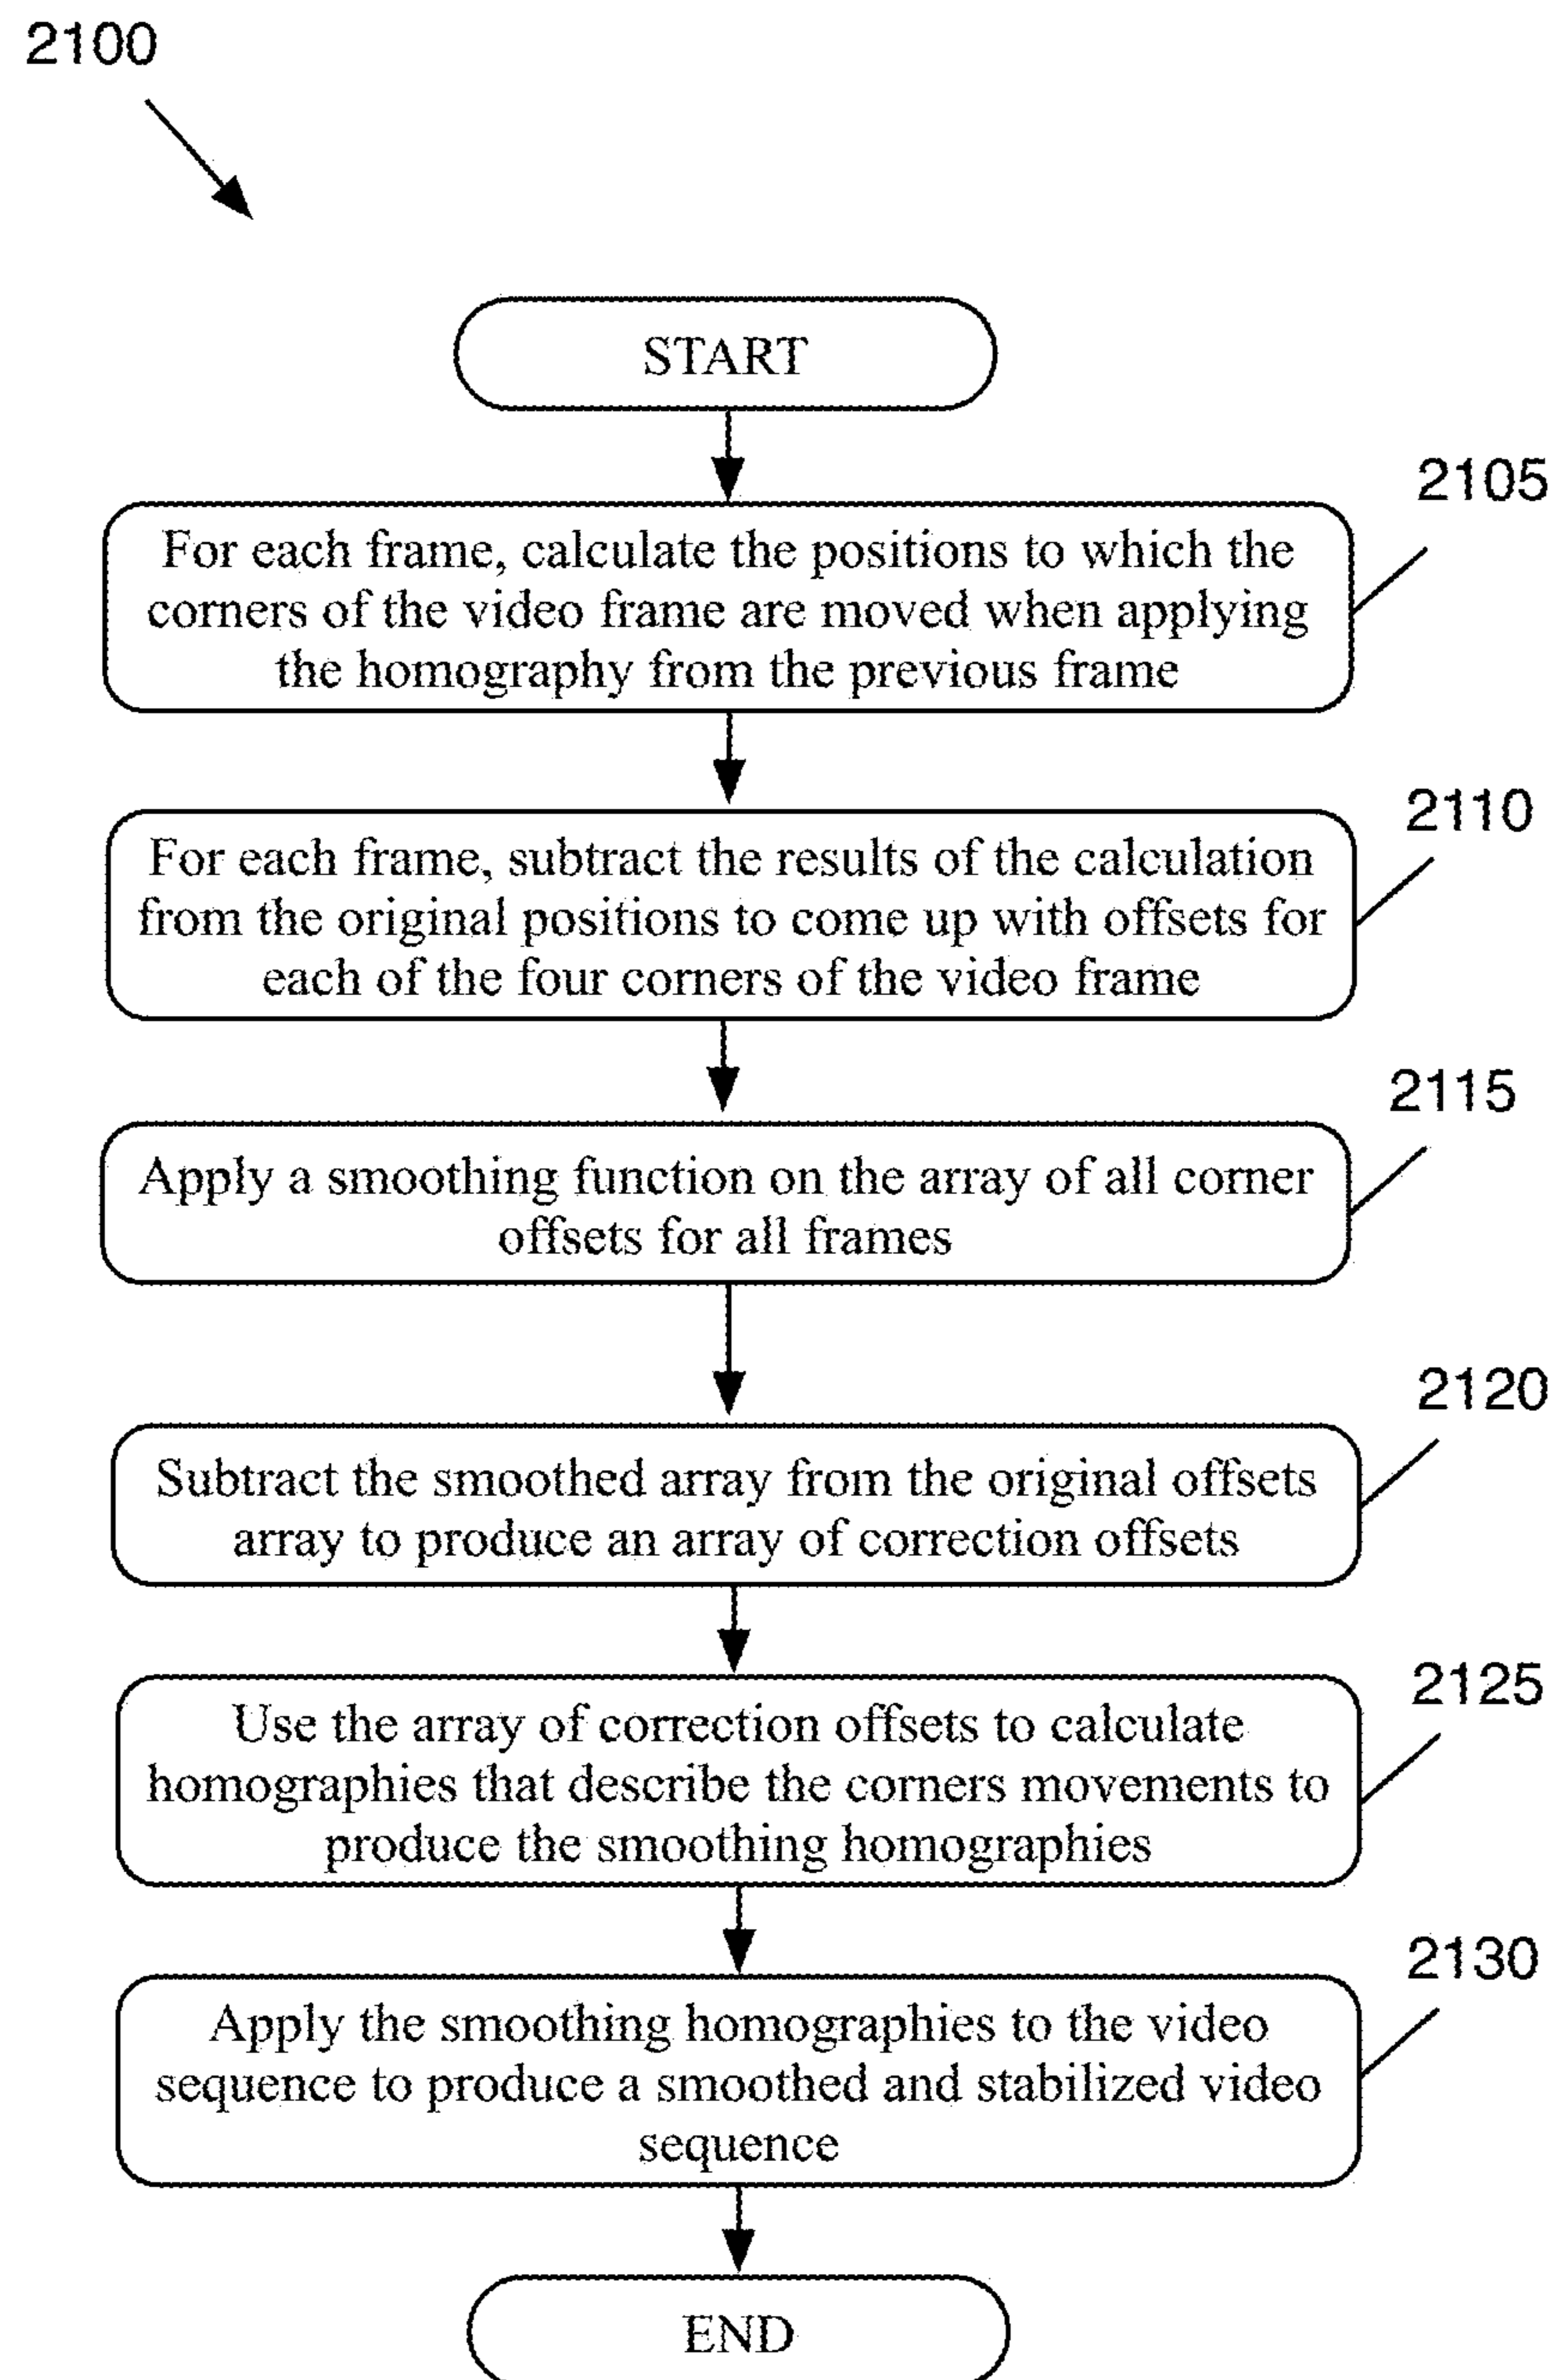 2100
START
2105
For each frame, calculate the positions to which the
corners of the video frame are moved when applying
the homography from the previous frame
2110
For each frame, subtract the results of the calculation
from the original positions to come up with offsets for
each of the four corners of the video frame
2115
Apply a smoothing function on the array of all corner
offsets for all frames
2120
Subtract the smoothed array from the original offsets
array to produce an array of correction offsets
2125
Use the array of correction offsets to calculate
homographies that describe the corners movements to
produce the smoothing homographies
2130
Apply the smoothing homographies to the video
sequence to produce a smoothed and stabilized video
sequence
END